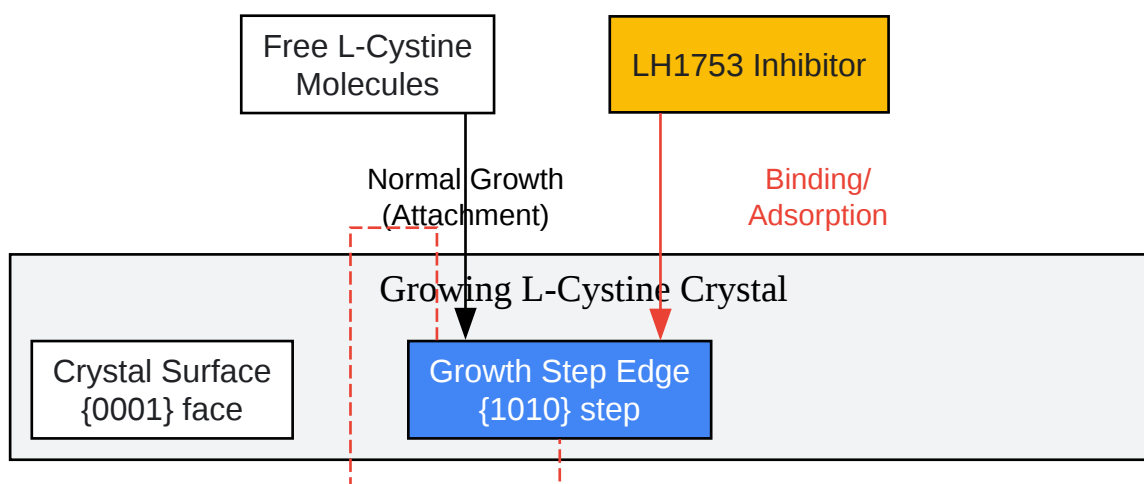 Free L-Cystine
Molecules
LH1753 Inhibitor
Normal Growth
(Attachment)
Binding/
Adsorption
Growing L-Cystine Crystal
Crystal Surface
{0001} face
Growth Step Edge
{1010} step